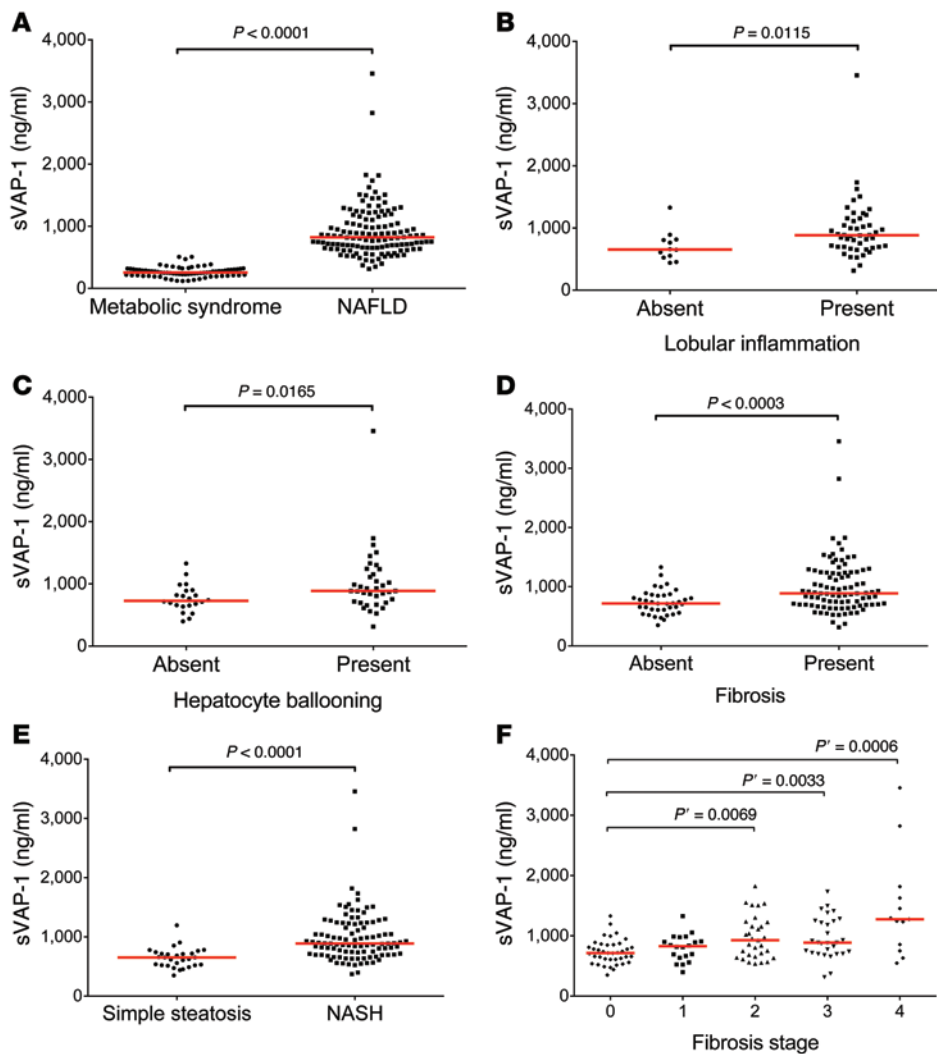 A
sVAP-1 (ng/ml)
4,000
3,000
2,000
1,000
0
P < 0.0001
Metabolic syndrome
NAFLD
B
sVAP-1 (ng/ml)
4,000
3,000
2,000
1,000
0
P = 0.0115
Absent
Present
Lobular inflammation
C
sVAP-1 (ng/ml)
4,000
3,000
2,000
1,000
0
P = 0.0165
Absent
Present
Hepatocyte ballooning
D
sVAP-1 (ng/ml)
4,000
3,000
2,000
1,000
0
P < 0.0003
Absent
Present
Fibrosis
E
sVAP-1 (ng/ml)
4,000
3,000
2,000
1,000
0
P < 0.0001
Simple steatosis
NASH
F
sVAP-1 (ng/ml)
4,000
3,000
2,000
1,000
0
P' = 0.0006
P' = 0.0033
P' = 0.0069
0
1
2
3
4
Fibrosis stage